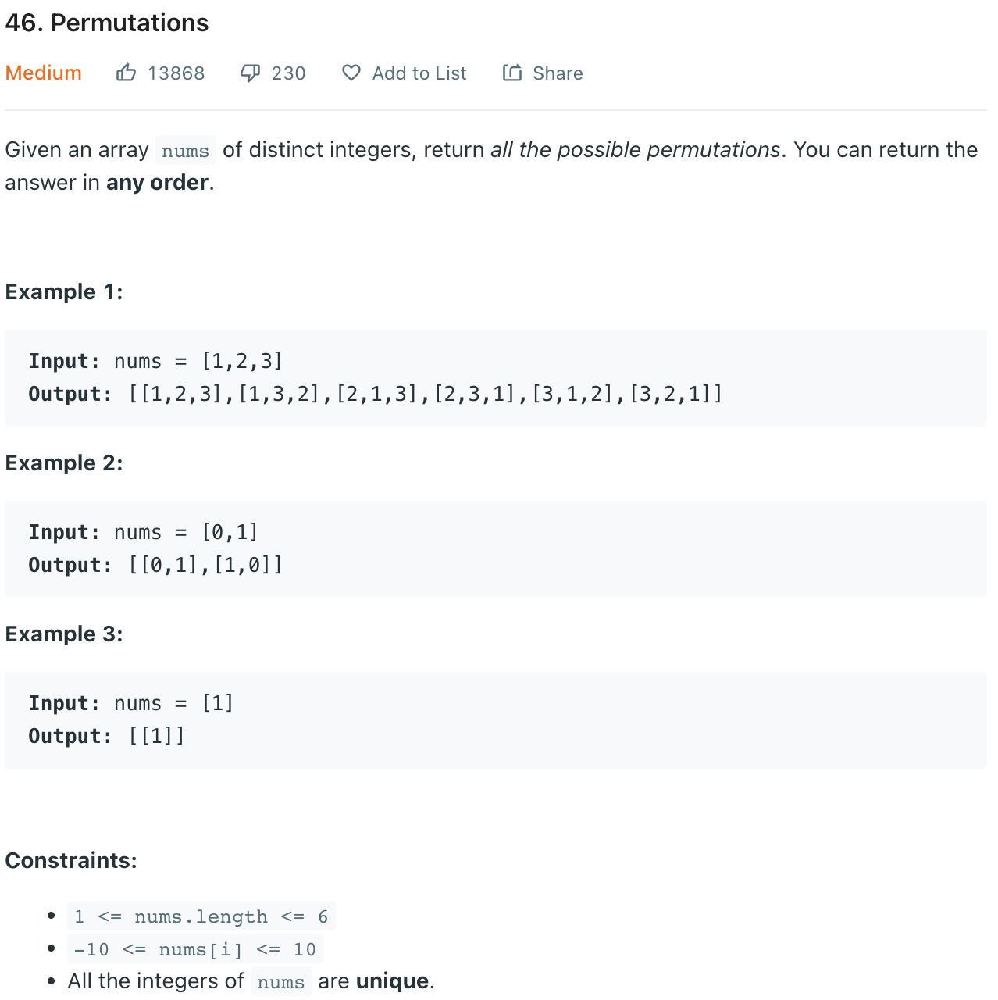 46. Permutations
Medium 13868 230 Add to List Share
Given an array nums of distinct integers, return all the possible permutations. You can return the
answer in any order.
Example 1:
Input: nums = [1,2,3]
Output: [[1,2,3],[1,3,2],[2,1,3],[2,3,1],[3,1,2],[3,2,1]]
Example 2:
Input: nums = [0,1]
Output: [[0,1],[1,0]]
Example 3:
Input: nums = [1]
Output: [[1]]
Constraints:
• 1 <= nums.length <= 6
• -10 <= nums[i] <= 10
• All the integers of nums are unique.